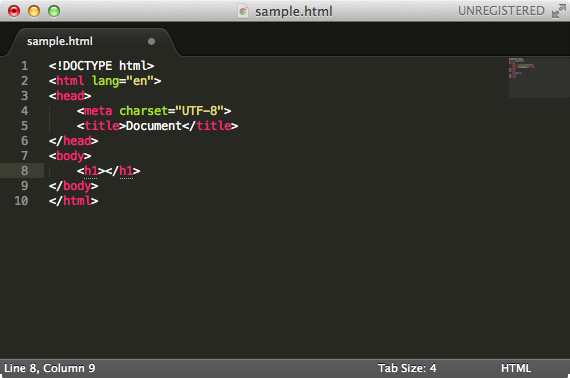 sample.html
UNREGISTERED
sample.html
1 <!DOCTYPE html>
2 <html lang="en">
3 <head>
4     <meta charset="UTF-8">
5     <title>Document</title>
6 </head>
7 <body>
8     <h1></h1>
9 </body>
10 </html>
Line 8, Column 9
Tab Size: 4
HTML